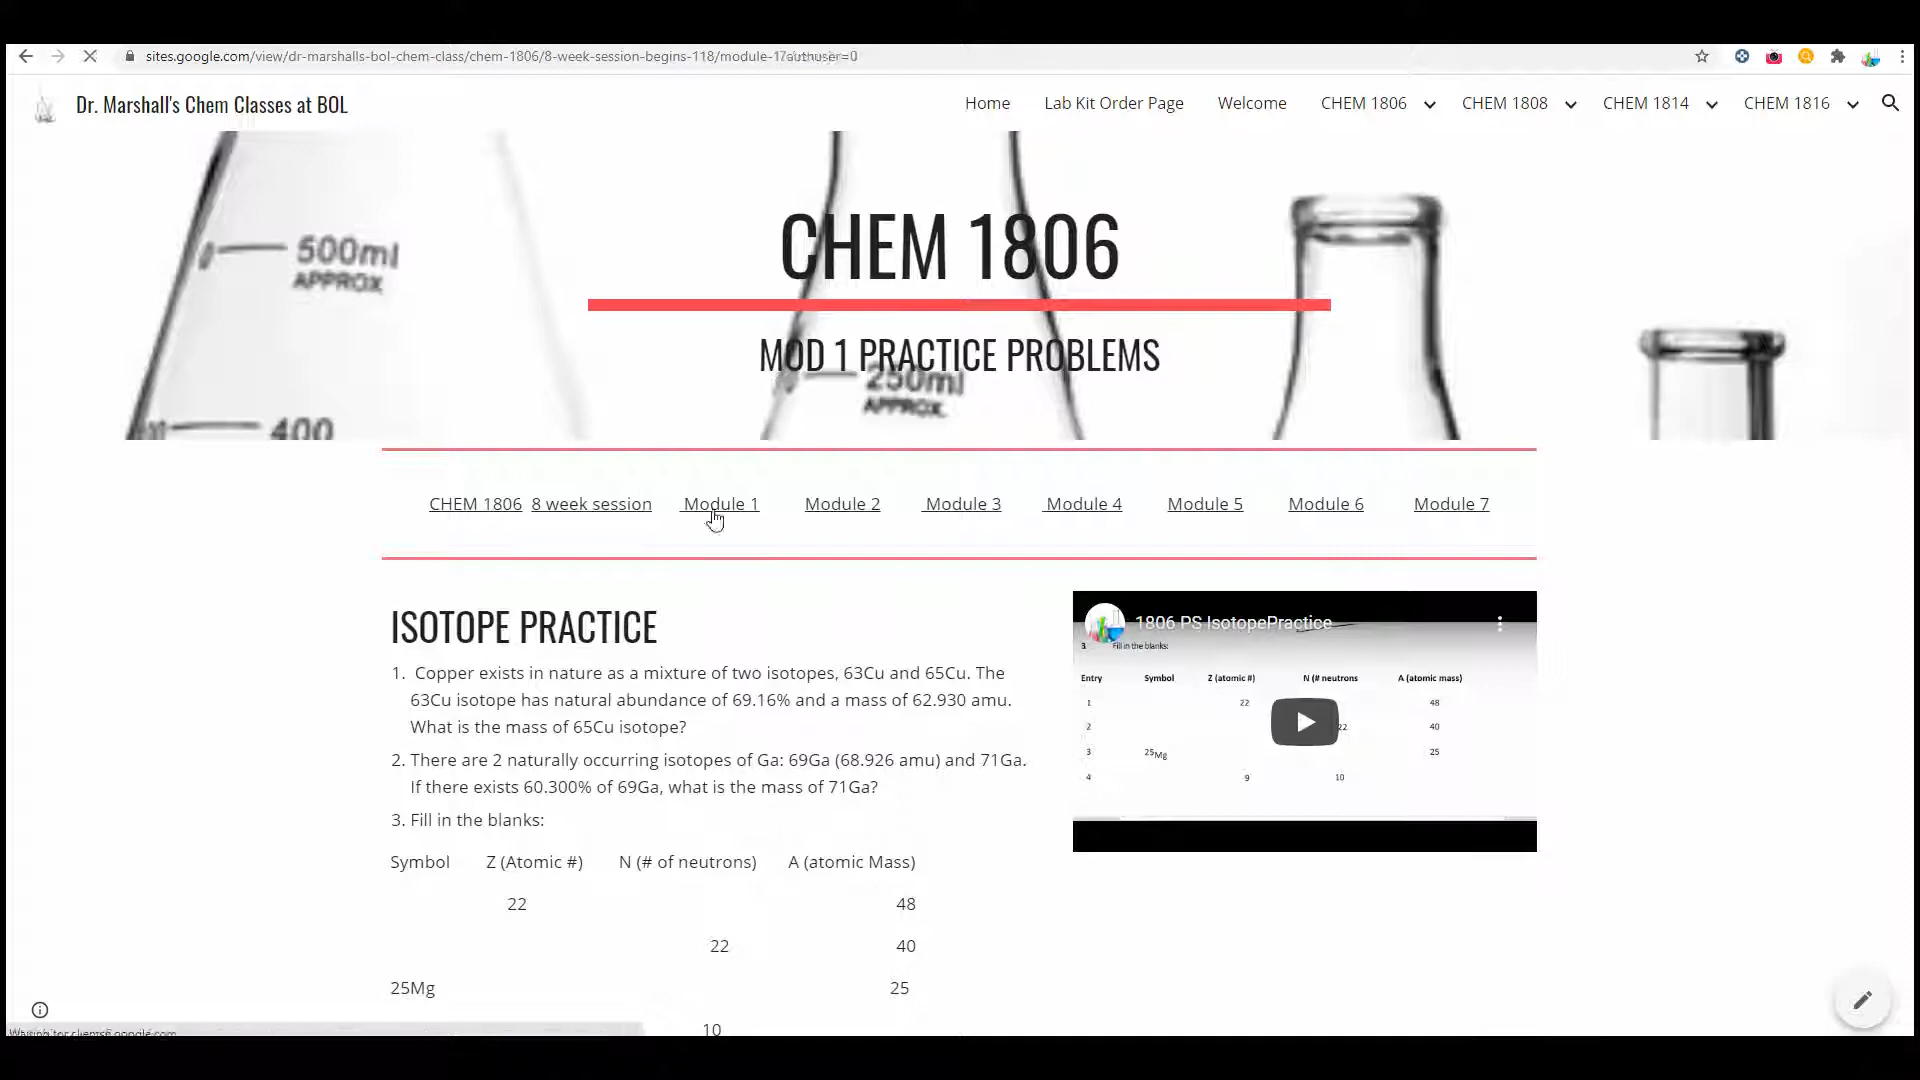 sites.google.com/view/dr-marshalls-bol-chem-class/chem-1806/8-week-session-begins-118/module-1?authuser=0
Dr. Marshall's Chem Classes at BOL
Home Lab Kit Order Page Welcome CHEM 1806 CHEM 1808 CHEM 1814 CHEM 1816
500ml
APPROX
400
CHEM 1806
MOD 1 PRACTICE PROBLEMS
250ml
APPROX.
CHEM 1806 8 week session Module 1 Module 2 Module 3 Module 4 Module 5 Module 6 Module 7
ISOTOPE PRACTICE
1. Copper exists in nature as a mixture of two isotopes, 63Cu and 65Cu. The
63Cu isotope has natural abundance of 69.16% and a mass of 62.930 amu.
What is the mass of 65Cu isotope?
2. There are 2 naturally occurring isotopes of Ga: 69Ga (68.926 amu) and 71Ga.
If there exists 60.300% of 69Ga, what is the mass of 71Ga?
3. Fill in the blanks:
Symbol Z (Atomic #) N (# of neutrons) A (atomic Mass)
22 48
22 40
25Mg 25
10
1806 PS IsotopePractice
3 Fill in the blanks:
Entry Symbol Z (atomic #) N (# neutrons A (atomic mass)
1 22 48
2 22 40
3 25Mg 25
4 9 10